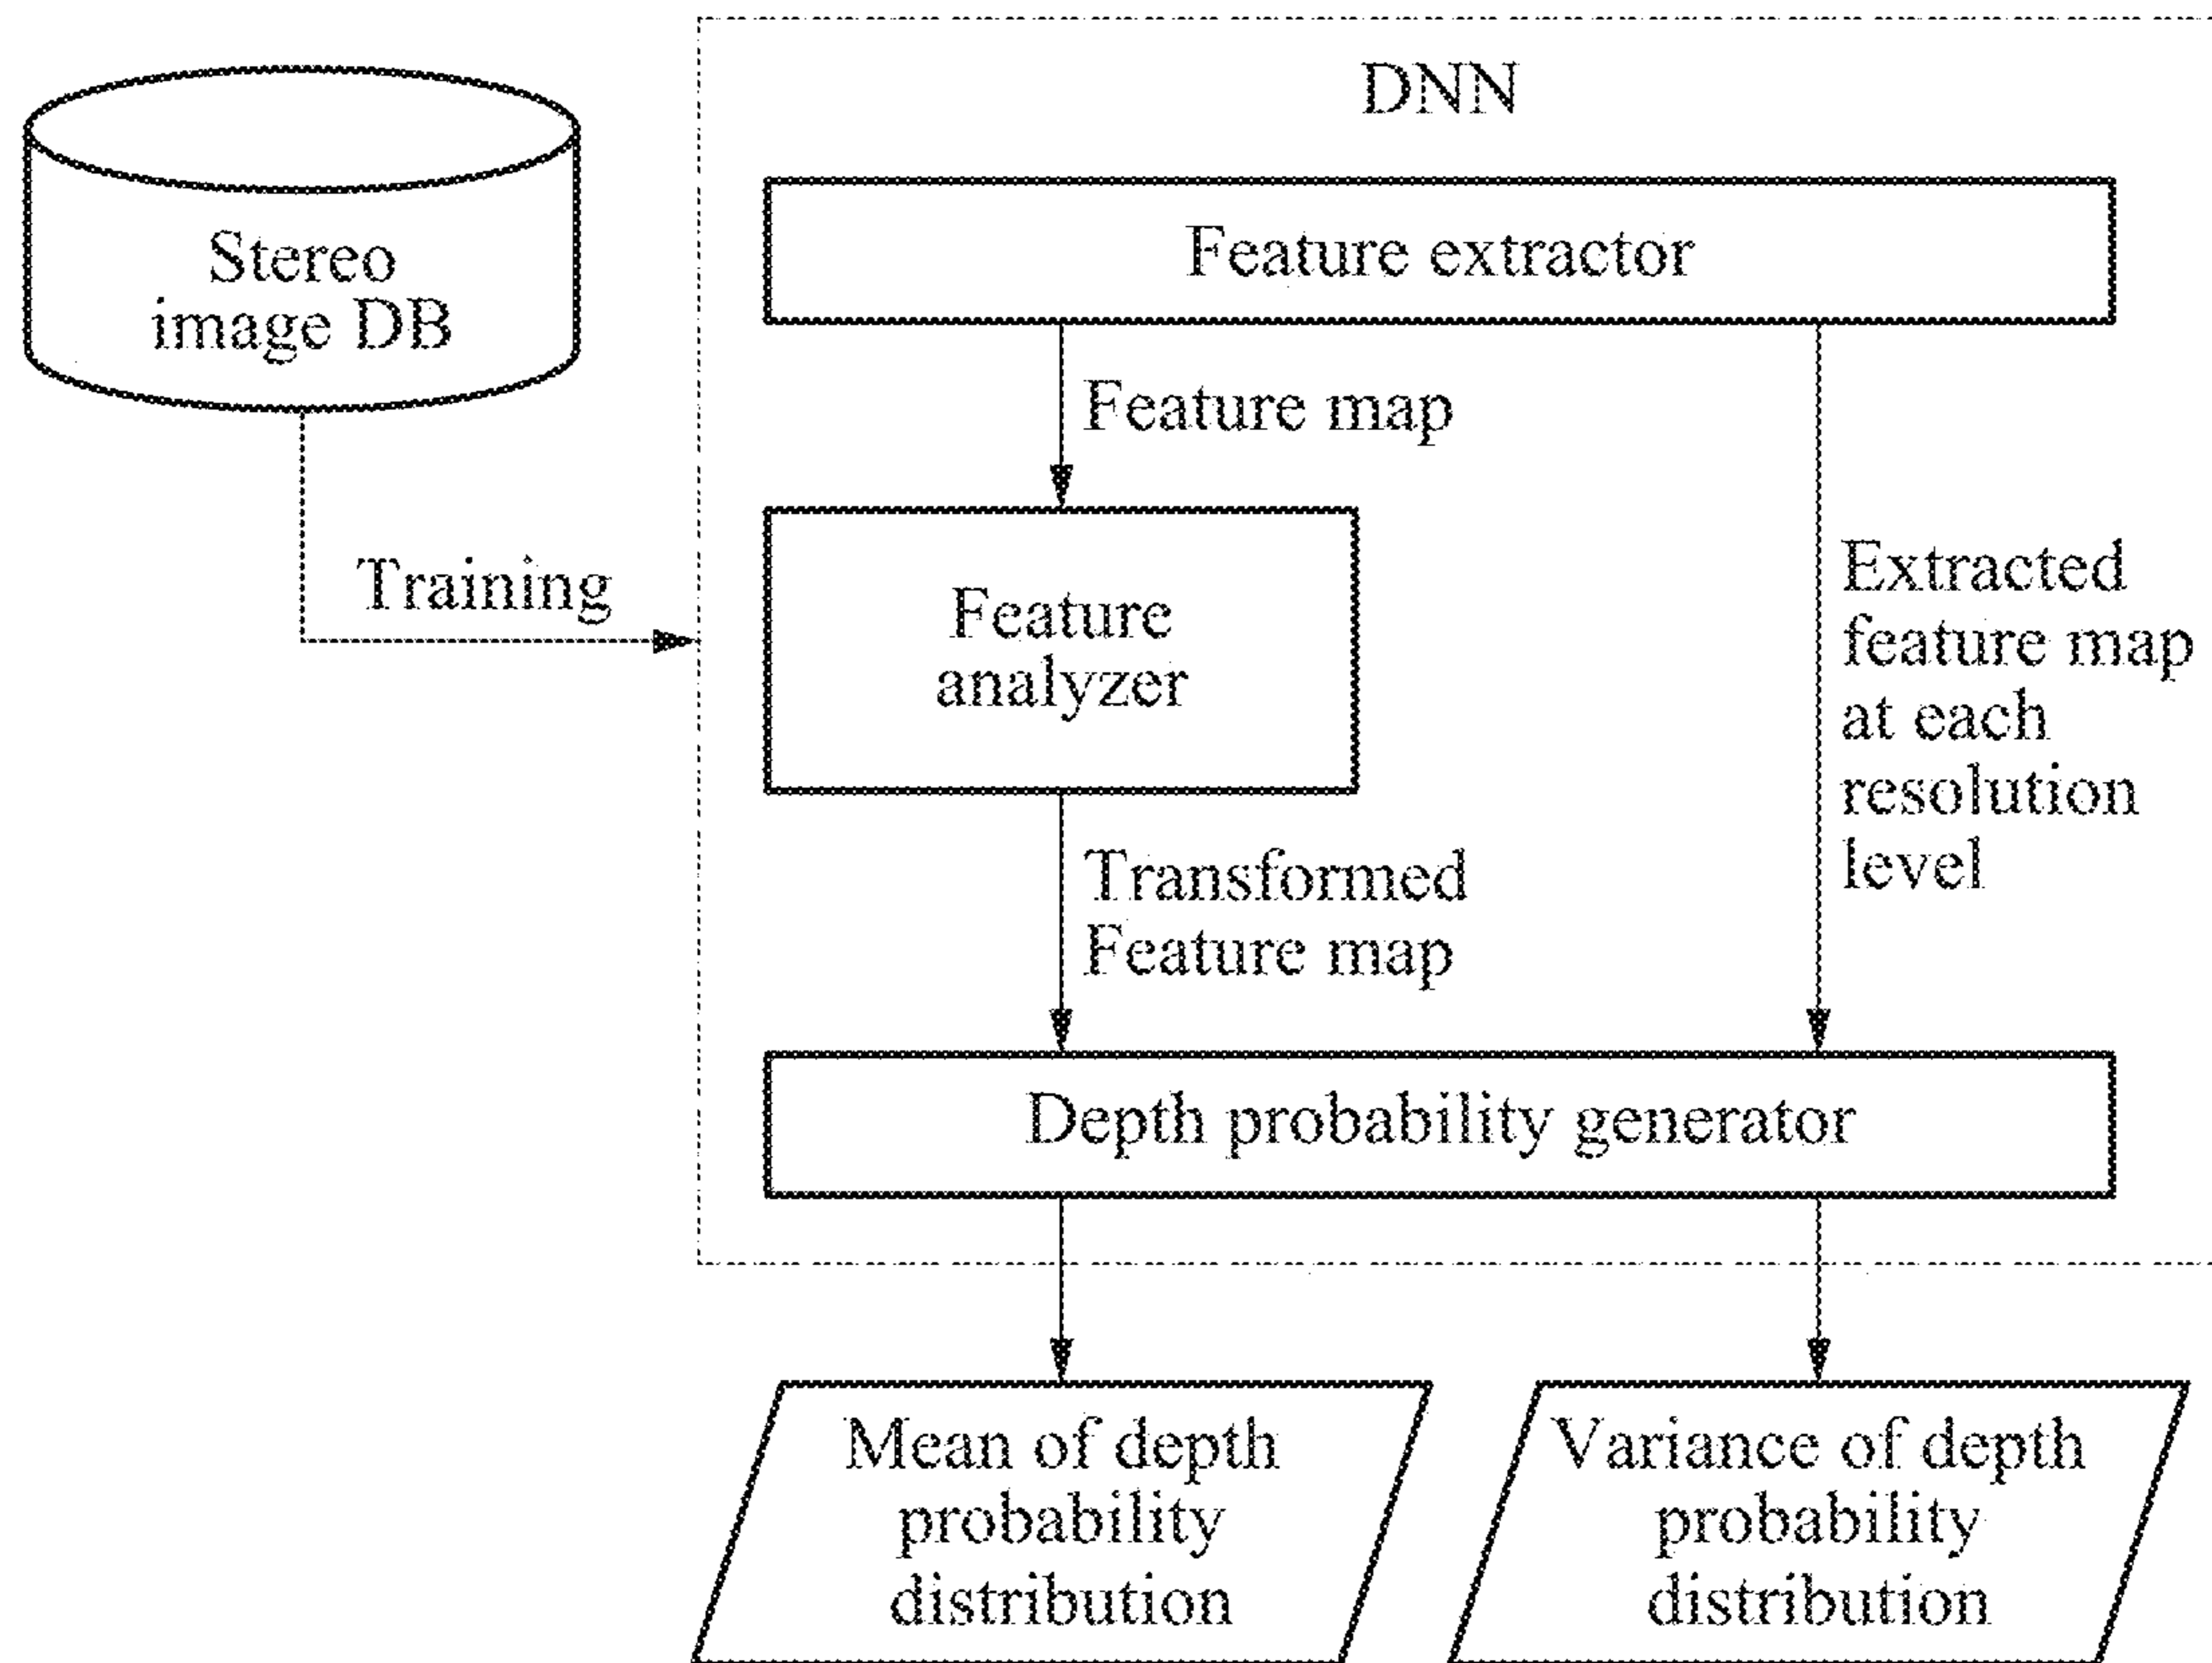 DNN
Stereo
image DB
Feature extractor
Feature map
Training
Feature
analyzer
Extracted
feature map
at each
resolution
level
Transformed
Feature map
Depth probability generator
Mean of depth
probability
distribution
Variance of depth
probability
distribution